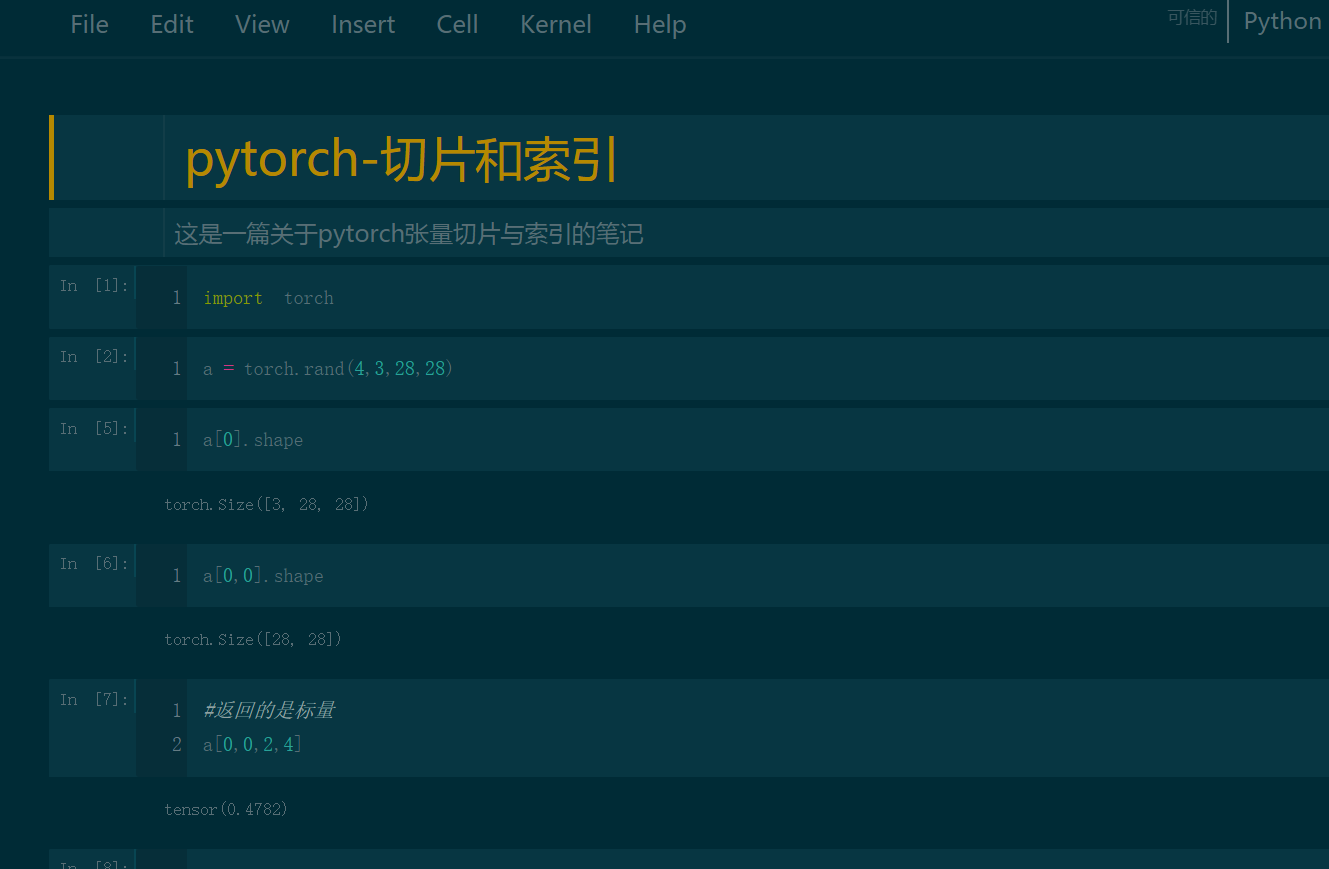 File Edit View Insert Cell Kernel Help 可信的 Python
pytorch-切片和索引
这是一篇关于pytorch张量切片与索引的笔记
In [1]: 1 import torch
In [2]: 1 a = torch.rand(4,3,28,28)
In [5]: 1 a[0].shape
torch.Size([3, 28, 28])
In [6]: 1 a[0,0].shape
torch.Size([28, 28])
In [7]: 1 #返回的是标量
2 a[0,0,2,4]
tensor(0.4782)
In [8]: